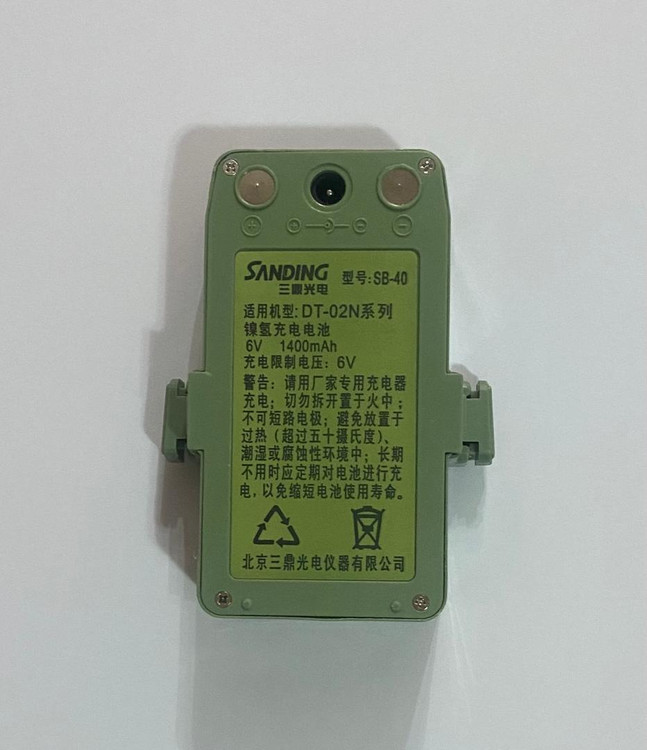 SANDING 型号:SB-40
三鼎光电
适用机型:DT-02N系列
镍氢充电电池
6V 1400mAh
充电限制电压：6V
警告：请用厂家专用充电器
充电；切勿拆开置于火中；
不可短路电极；避免放置于
过热（超过五十摄氏度）、
潮湿或腐蚀性环境中；长期
不用时应定期对电池进行充
电，以免缩短电池使用寿命。
北京三鼎光电仪器有限公司